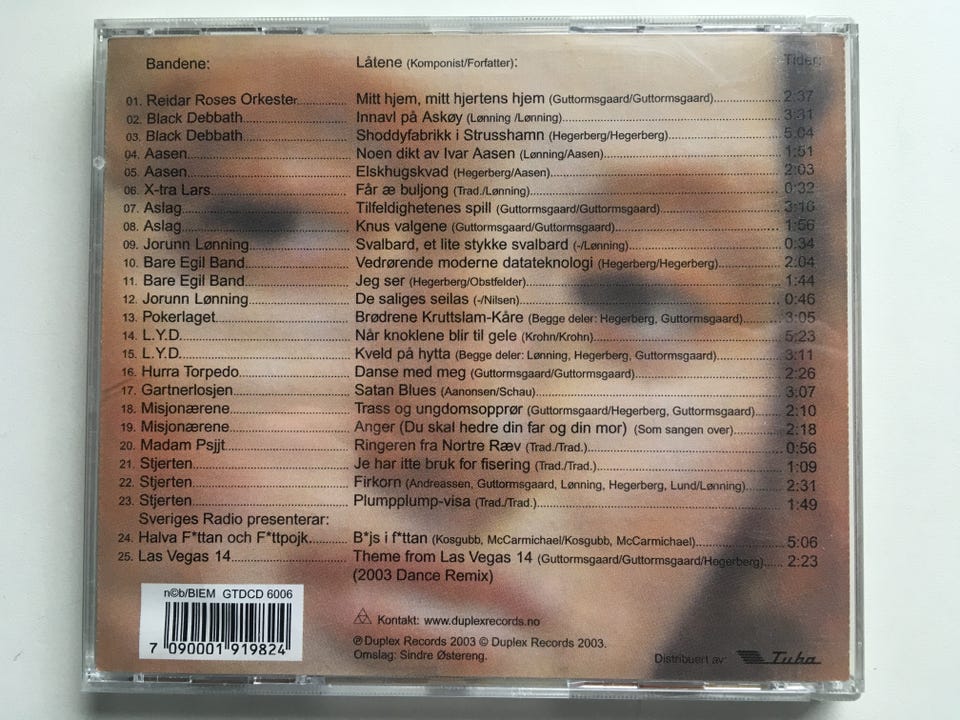 Bandene: Låtene (Komponist/Forfatter): Tider:
01. Reidar Roses Orkester Mitt hjem, mitt hjertens hjem (Guttormsgaard/Guttormsgaard) 2:37
02. Black Debbath Innavl på Askøy (Lønning /Lønning) 3:31
03. Black Debbath Shoddyfabrikk i Strusshamn (Hegerberg/Hegerberg) 5:04
04. Aasen Noen dikt av Ivar Aasen (Lønning/Aasen) 1:51
05. Aasen Elskhugskvad (Hegerberg/Aasen) 2:03
06. X-tra Lars Får æ buljong (Trad./Lønning) 0:32
07. Aslag Tilfeldighetenes spill (Guttormsgaard/Guttormsgaard) 3:16
08. Aslag Knus valgene (Guttormsgaard/Guttormsgaard) 1:56
09. Jorunn Lønning Svalbard, et lite stykke svalbard (-/Lønning) 0:34
10. Bare Egil Band Vedrørende moderne datateknologi (Hegerberg/Hegerberg) 2:04
11. Bare Egil Band Jeg ser (Hegerberg/Obstfelder) 1:44
12. Jorunn Lønning De saliges seilas (-/Nilsen) 0:46
13. Pokerlaget Brødrene Kruttslam-Kåre (Begge deler: Hegerberg, Guttormsgaard) 3:05
14. L.Y.D. Når knoklene blir til gele (Krohn/Krohn) 5:23
15. L.Y.D. Kveld på hytta (Begge deler: Lønning, Hegerberg, Guttormsgaard) 3:11
16. Hurra Torpedo Danse med meg (Guttormsgaard/Guttormsgaard) 2:26
17. Gartnerlosjen Satan Blues (Aanonsen/Schau) 3:07
18. Misjonærene Trass og ungdomsopprør (Guttormsgaard/Hegerberg, Guttormsgaard) 2:10
19. Misjonærene Anger (Du skal hedre din far og din mor) (Som sangen over) 2:18
20. Madam Psjjt Ringeren fra Nortre Ræv (Trad./Trad.) 0:56
21. Stjerten Je har itte bruk for fisering (Trad./Trad.) 1:09
22. Stjerten Firkorn (Andreassen, Guttormsgaard, Lønning, Hegerberg, Lund/Lønning) 2:31
23. Stjerten Plumpplump-visa (Trad./Trad.) 1:49
Sveriges Radio presenterar:
24. Halva F*ttan och F*ttpojk B*js i f*ttan (Kosgubb, McCarmichael/Kosgubb, McCarmichael) 5:06
25. Las Vegas 14 Theme from Las Vegas 14 (Guttormsgaard/Guttormsgaard/Hegerberg) 2:23
(2003 Dance Remix)
n©b/BIEM GTDCD 6006
7 090001 919824
Kontakt: www.duplexrecords.no
℗ Duplex Records 2003 © Duplex Records 2003.
Omslag: Sindre Østereng.
Distribuert av: Tuba